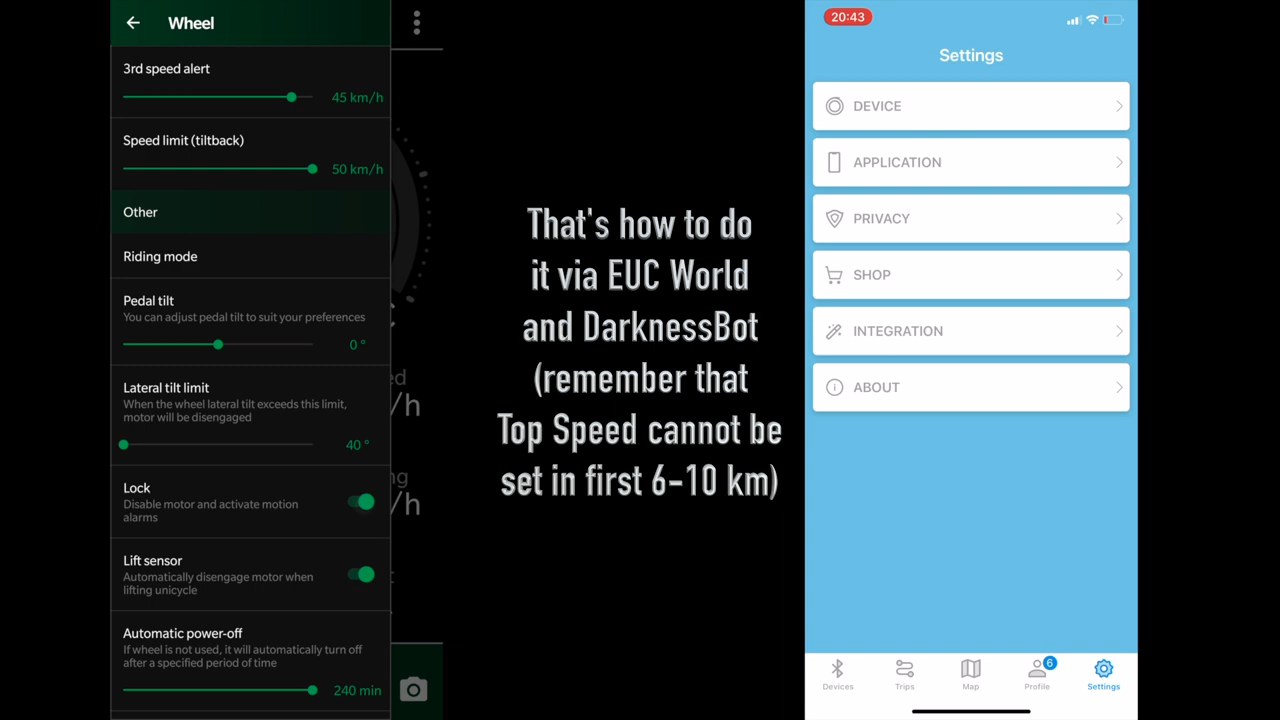 Wheel
3rd speed alert
45 km/h
Speed limit (tiltback)
50 km/h
Other
Riding mode
Pedal tilt
You can adjust pedal tilt to suit your preferences
0 °
Lateral tilt limit
When the wheel lateral tilt exceeds this limit,
motor will be disengaged
40 °
Lock
Disable motor and activate motion
alarms
Lift sensor
Automatically disengage motor when
lifting unicycle
Automatic power-off
If wheel is not used, it will automatically turn off
after a specified period of time
240 min
ed
/h
ng
/h
That's how to do
it via EUC World
and DarknessBot
(remember that
Top Speed cannot be
set in first 6-10 km)
20:43
Settings
DEVICE
APPLICATION
PRIVACY
SHOP
INTEGRATION
ABOUT
6
Devices Trips Map Profile Settings